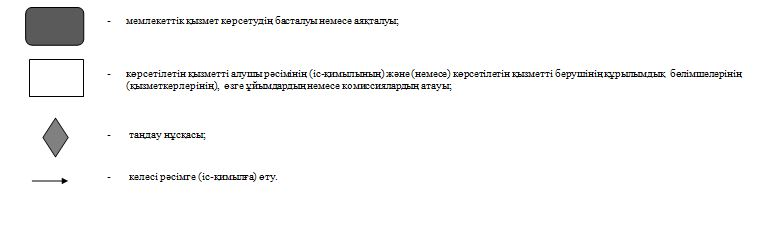 - мемлекеттік қызмет көрсетудің басталуы немесе аяқталуы;
- көрсетілетін қызметті алушы рәсімінің (іс-қимылының) және (немесе) көрсетілетін қызметті берушінің құрылымдық бөлімшелерінің
(қызметкерлерінің), өзге ұйымдардың немесе комиссиялардың атауы;
- таңдау нұсқасы;
- келесі рәсімге (іс-қимылға) өту.